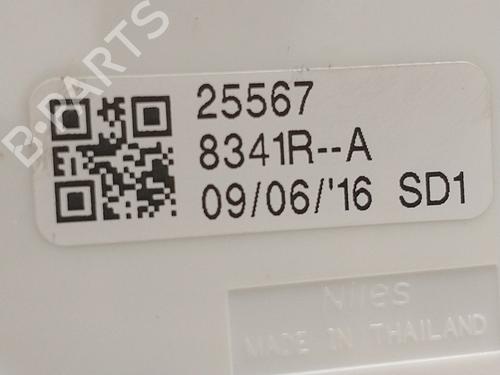 B-PARTS
25567
8341R--A
09/06/'16 SD1
Niles
MADE IN THAILAND